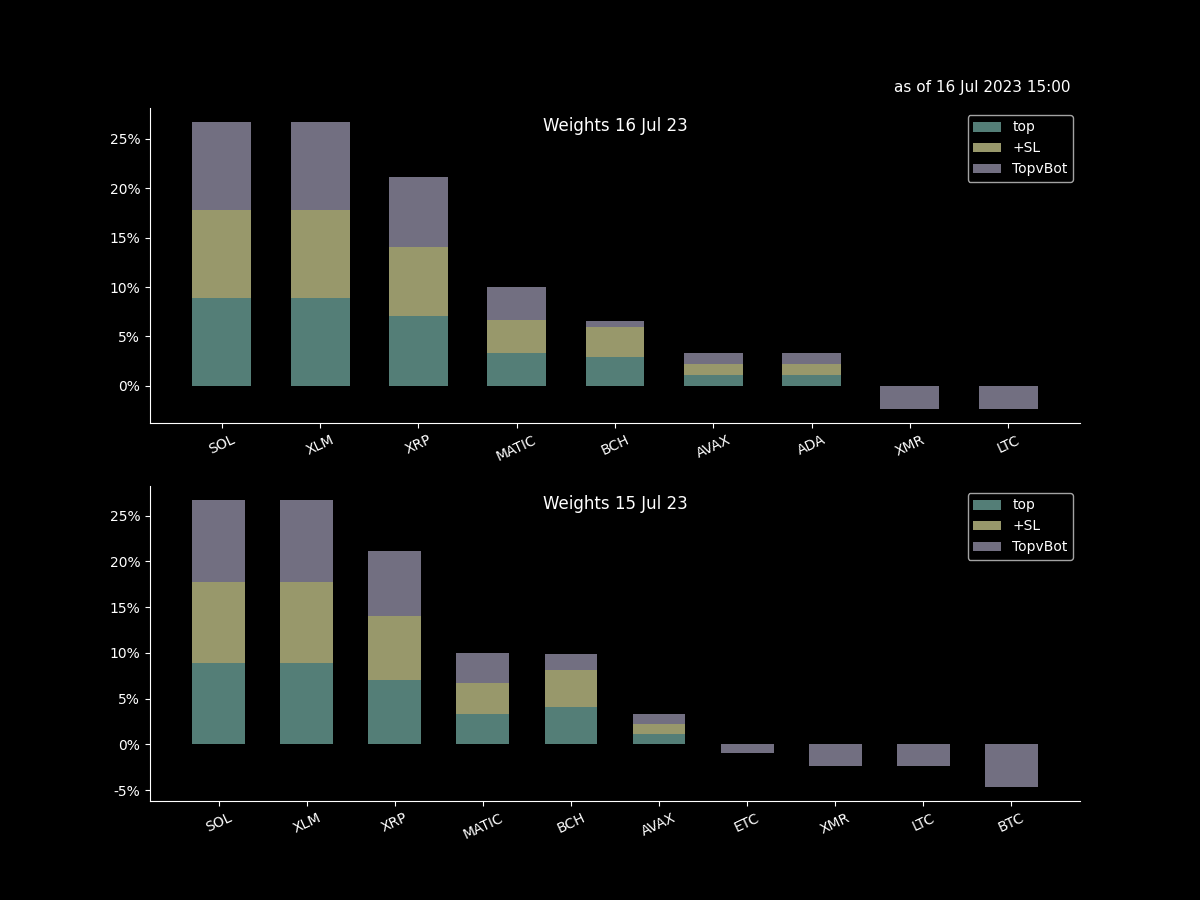 as of 16 Jul 2023 15:00
Weights 16 Jul 23
top
+SL
TopvBot
25%
20%
15%
10%
5%
0%
SOL XLM XRP MATIC BCH AVAX ADA XMR LTC
Weights 15 Jul 23
top
+SL
TopvBot
25%
20%
15%
10%
5%
0%
-5%
SOL XLM XRP MATIC BCH AVAX ETC XMR LTC BTC